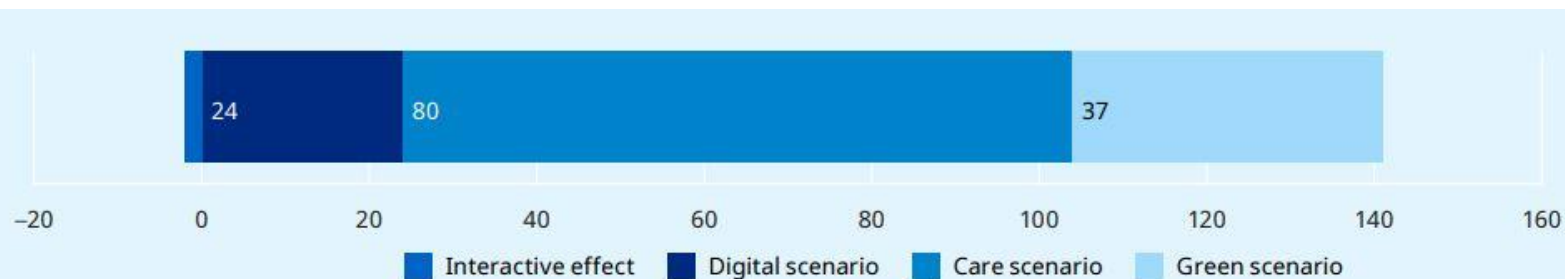 24 80 37
–20 0 20 40 60 80 100 120 140 160
Interactive effect Digital scenario Care scenario Green scenario